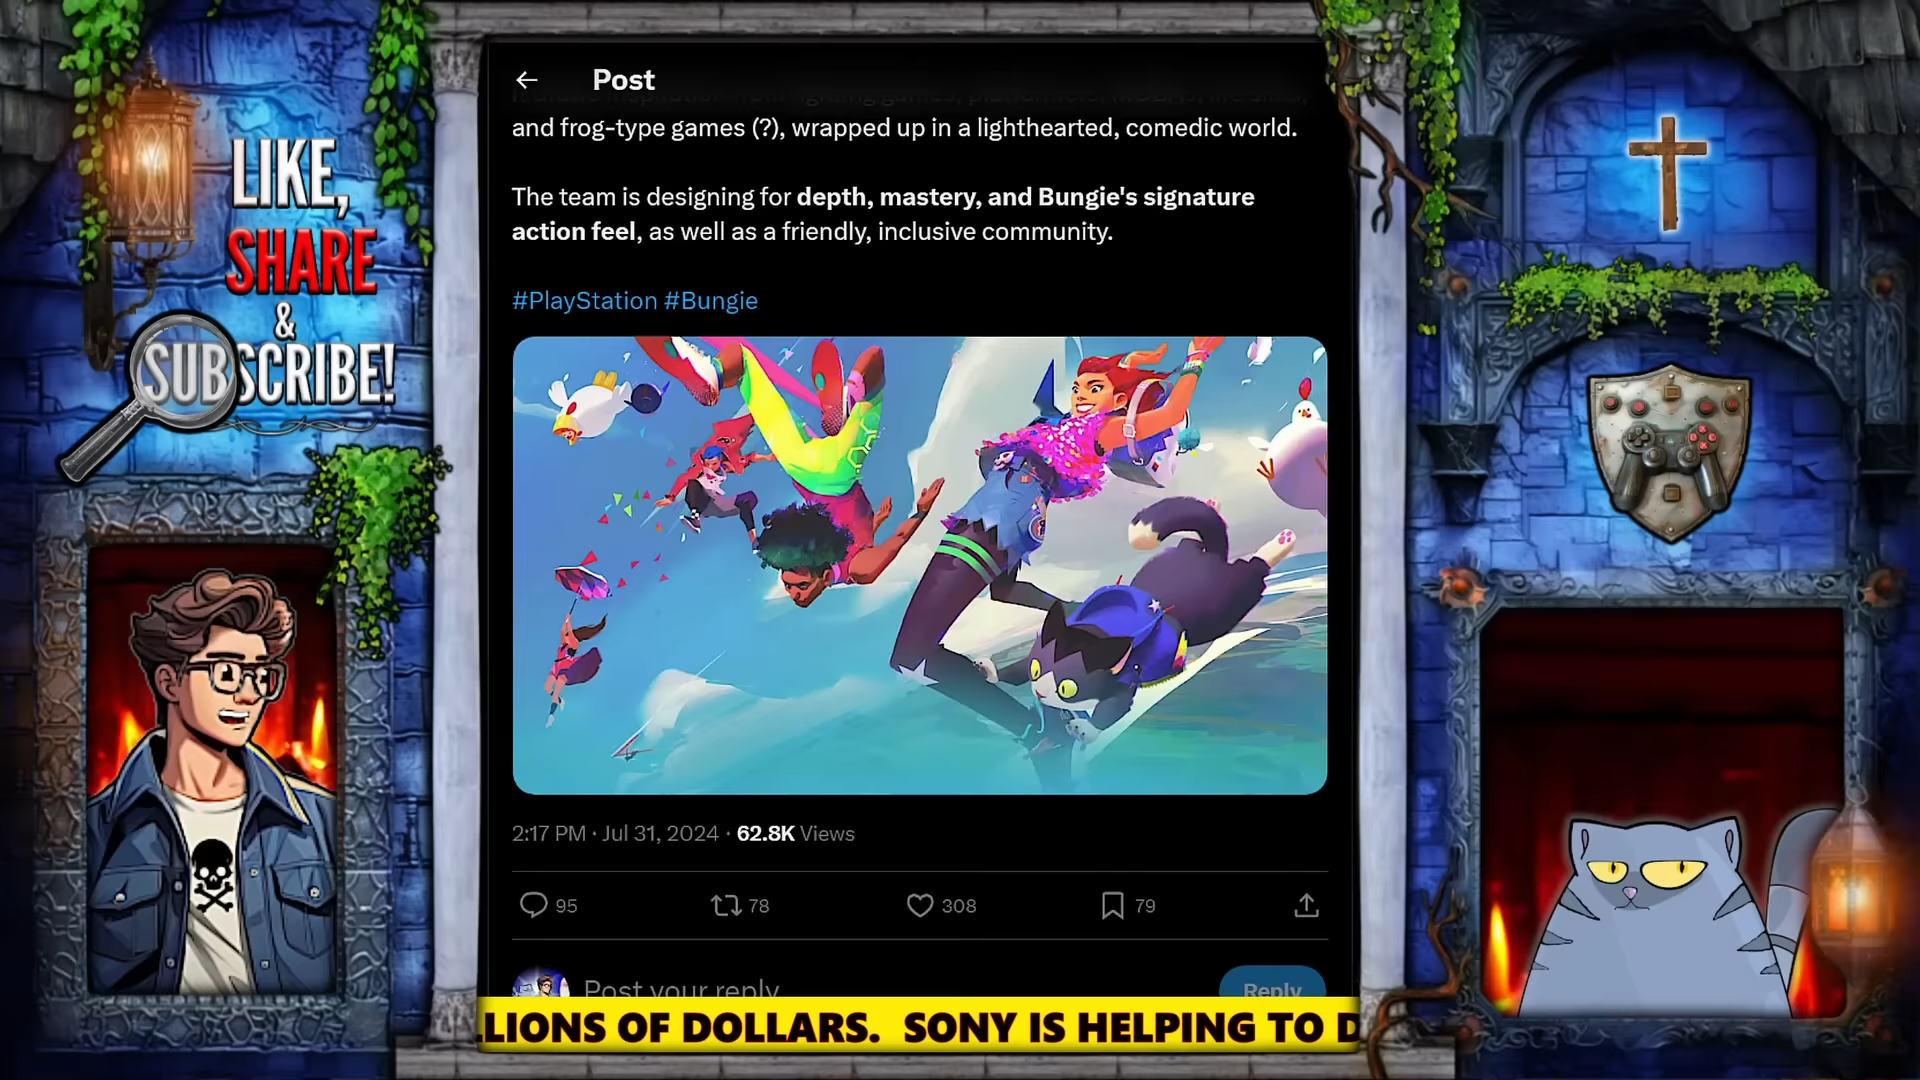 Post
and frog-type games (?), wrapped up in a lighthearted, comedic world.
The team is designing for depth, mastery, and Bungie's signature
action feel, as well as a friendly, inclusive community.
#PlayStation #Bungie
2:17 PM · Jul 31, 2024 · 62.8K Views
95 78 308 79
Post your reply
Reply
LIONS OF DOLLARS. SONY IS HELPING TO D
LIKE,
SHARE
&
SUBSCRIBE!